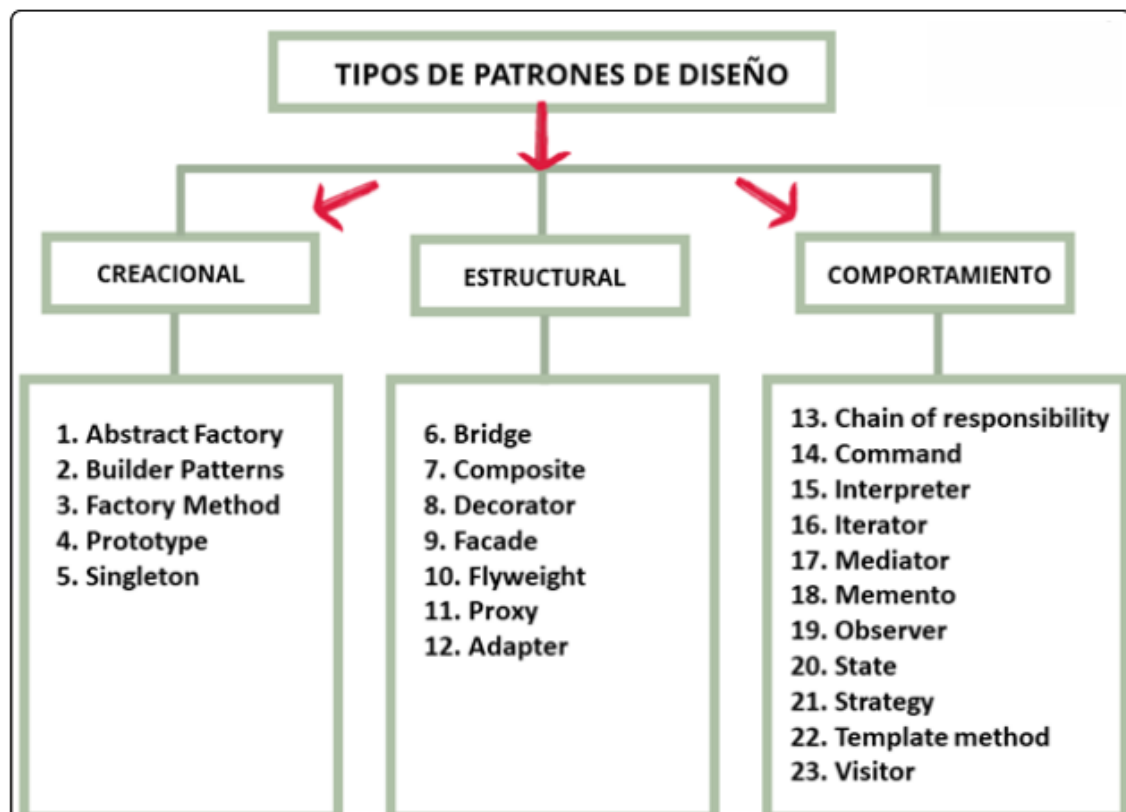 TIPOS DE PATRONES DE DISEÑO
CREACIONAL
ESTRUCTURAL
COMPORTAMIENTO
1. Abstract Factory
2. Builder Patterns
3. Factory Method
4. Prototype
5. Singleton
6. Bridge
7. Composite
8. Decorator
9. Facade
10. Flyweight
11. Proxy
12. Adapter
13. Chain of responsibility
14. Command
15. Interpreter
16. Iterator
17. Mediator
18. Memento
19. Observer
20. State
21. Strategy
22. Template method
23. Visitor